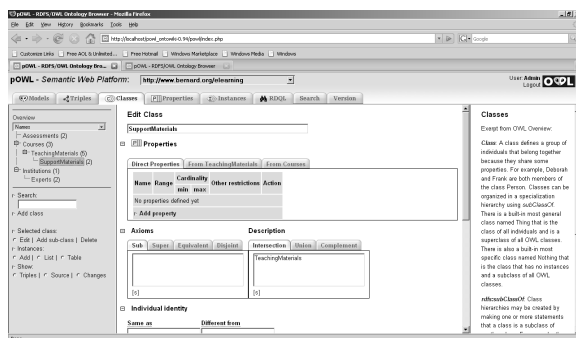 pOWL - RDFS/OWL Ontology Browser - Mozilla Firefox
File Edit View History Bookmarks Tools Help
http://localhost/powl_ontowiki-0.94/powl/index.php
Google
Customize Links Free AOL & Unlimited... Free Hotmail Windows Marketplace Windows Media Windows
pOWL - RDFS/OWL Ontology Bro... pOWL - RDFS/OWL Ontology Browser
pOWL - Semantic Web Platform: http://www.bernard.org/elearning
User: Admin
Logout
OWL
Models Triples Classes Properties Instances RDQL Search Version
Overview
Names
Assessments (2)
Courses (3)
TeachingMaterials (5)
SupportMaterials (2)
Institutions (1)
Experts (2)
Search:
Add class
Selected class:
Edit | Add sub-class | Delete
Instances:
Add | List | Table
Show:
Triples | Source | Changes
Edit Class
SupportMaterials
Properties
Direct Properties From TeachingMaterials From Courses
Name Range Cardinality Other restrictions Action
min max
No properties defined yet
Add property
Axioms Description
Sub Super Equivalent Disjoint Intersection Union Complement
TeachingMaterials
[s] [s]
Individual identity
Same as Different from
Classes
Exerpt from OWL Overview:
Class: A class defines a group of
individuals that belong together
because they share some
properties. For example, Deborah
and Frank are both members of
the class Person. Classes can be
organized in a specialization
hierarchy using subClassOf.
There is a built-in most general
class named Thing that is the
class of all individuals and is a
superclass of all OWL classes.
There is also a built-in most
specific class named Nothing that
is the class that has no instances
and a subclass of all OWL
classes.
rdfs:subClassOf: Class
hierarchies may be created by
making one or more statements
that a class is a subclass of